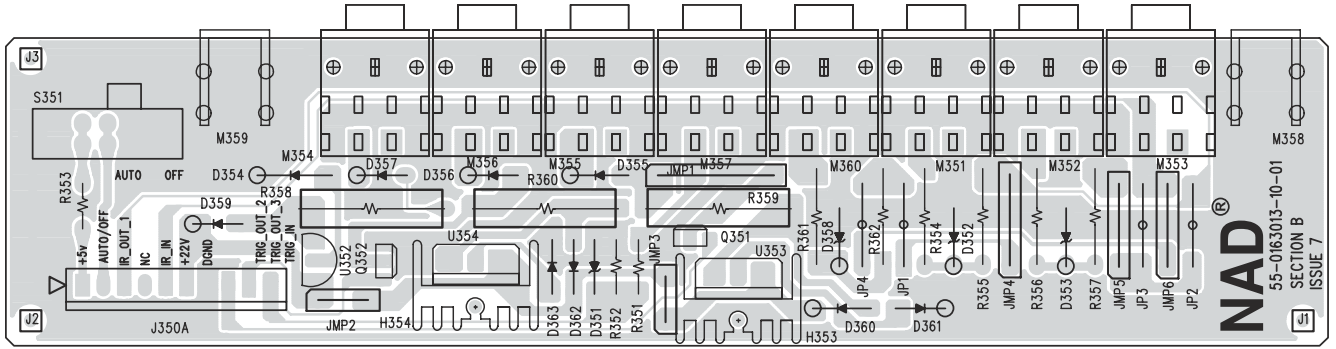 J3
S351
M359
M358
R353
AUTO OFF
M354
D354
D357
D356
M356
M355
D355
M357
JMP1
M360
M351
M352
M353
R358
R360
R359
D359
+5v
AUTO/OFF
IR_OUT_1
NC
IR_IN
+22V
DGND
TRIG_OUT_2
TRIG_OUT_3
TRIG_IN
U352
Q352
U354
Q351
U353
JMP3
R361
D358
R362
R354
D352
JP4
JP1
R355
JMP4
R356
D353
R357
JMP5
JP3
JMP6
JP2
D363
D362
D351
R352
R351
D360
D361
J2
J350A
JMP2
H354
H353
NAD®
55-0163013-10-01
SECTION B
ISSUE 7
J1